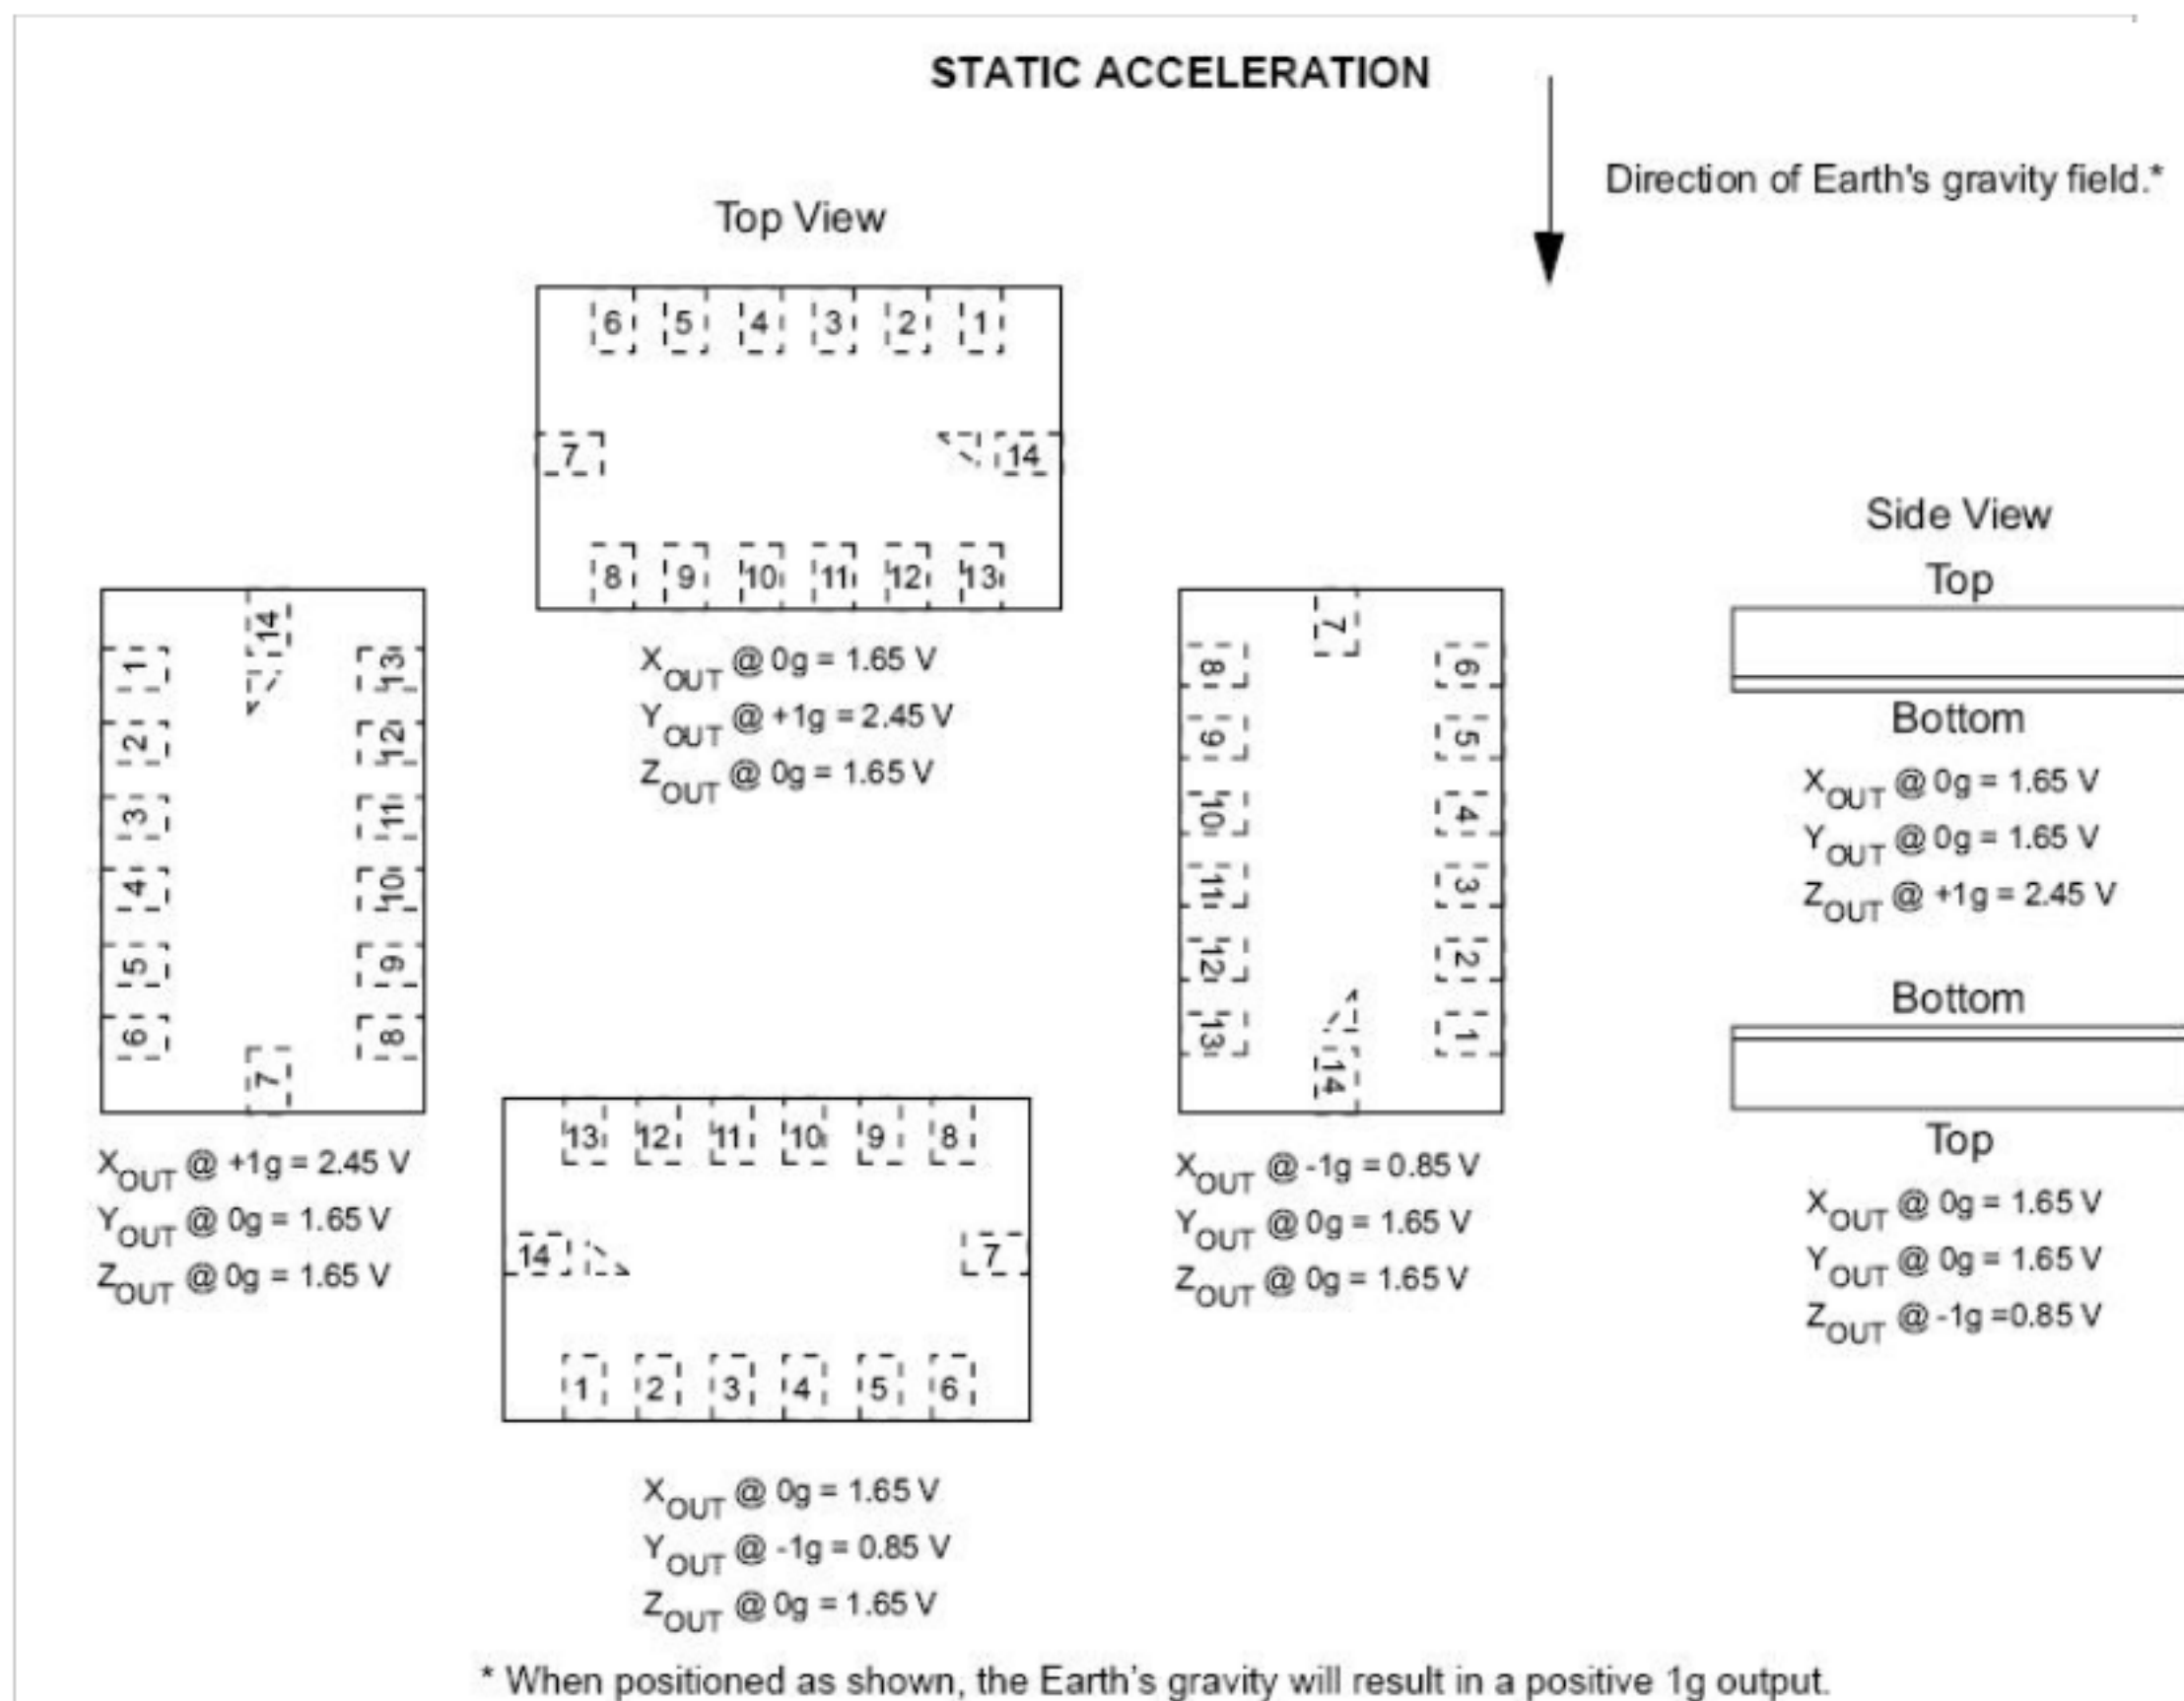 STATIC ACCELERATION
Direction of Earth's gravity field.*
Top View
6 5 4 3 2 1
7 14
8 9 10 11 12 13
XOUT @ 0g = 1.65 V
YOUT @ +1g = 2.45 V
ZOUT @ 0g = 1.65 V
14
1 13
2 12
3 11
4 10
5 9
6 8
7
XOUT @ +1g = 2.45 V
YOUT @ 0g = 1.65 V
ZOUT @ 0g = 1.65 V
13 12 11 10 9 8
14 7
1 2 3 4 5 6
XOUT @ 0g = 1.65 V
YOUT @ -1g = 0.85 V
ZOUT @ 0g = 1.65 V
7
8 6
9 5
10 4
11 3
12 2
13 1
14
XOUT @ -1g = 0.85 V
YOUT @ 0g = 1.65 V
ZOUT @ 0g = 1.65 V
Side View
Top
Bottom
XOUT @ 0g = 1.65 V
YOUT @ 0g = 1.65 V
ZOUT @ +1g = 2.45 V
Bottom
Top
XOUT @ 0g = 1.65 V
YOUT @ 0g = 1.65 V
ZOUT @ -1g =0.85 V
* When positioned as shown, the Earth's gravity will result in a positive 1g output.